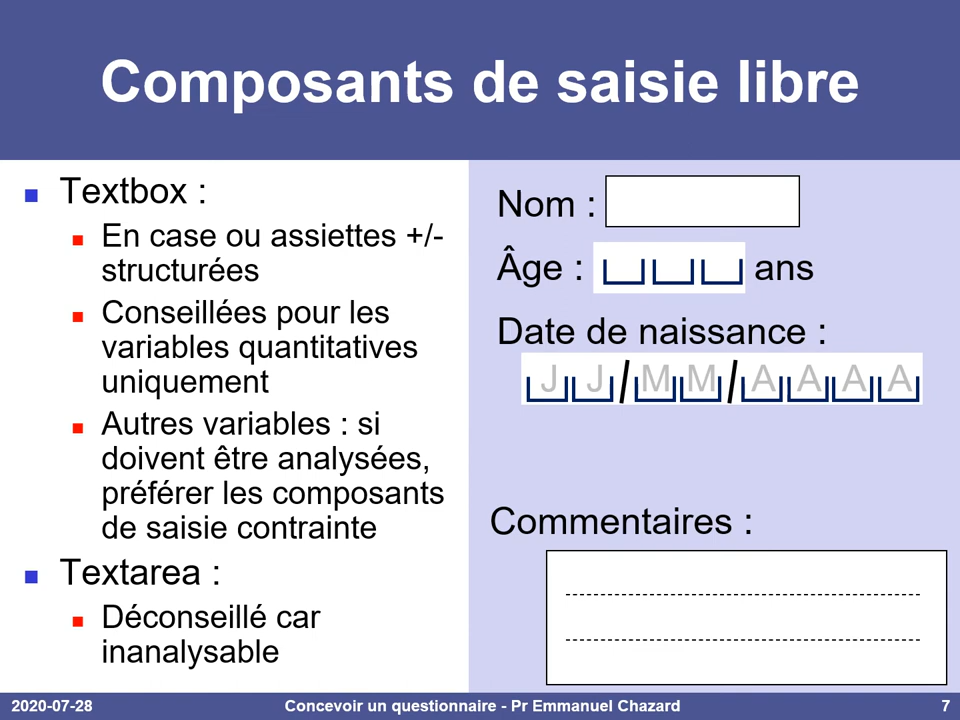 Composants de saisie libre
Textbox :
En case ou assiettes +/-
structurées
Conseillées pour les
variables quantitatives
uniquement
Autres variables : si
doivent être analysées,
préférer les composants
de saisie contrainte
Textarea :
Déconseillé car
inanalysable
Nom :
Âge : ans
Date de naissance :
J J / M M / A A A A
Commentaires :
2020-07-28 Concevoir un questionnaire - Pr Emmanuel Chazard 7